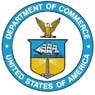 DEPARTMENT OF COMMERCE
UNITED STATES OF AMERICA